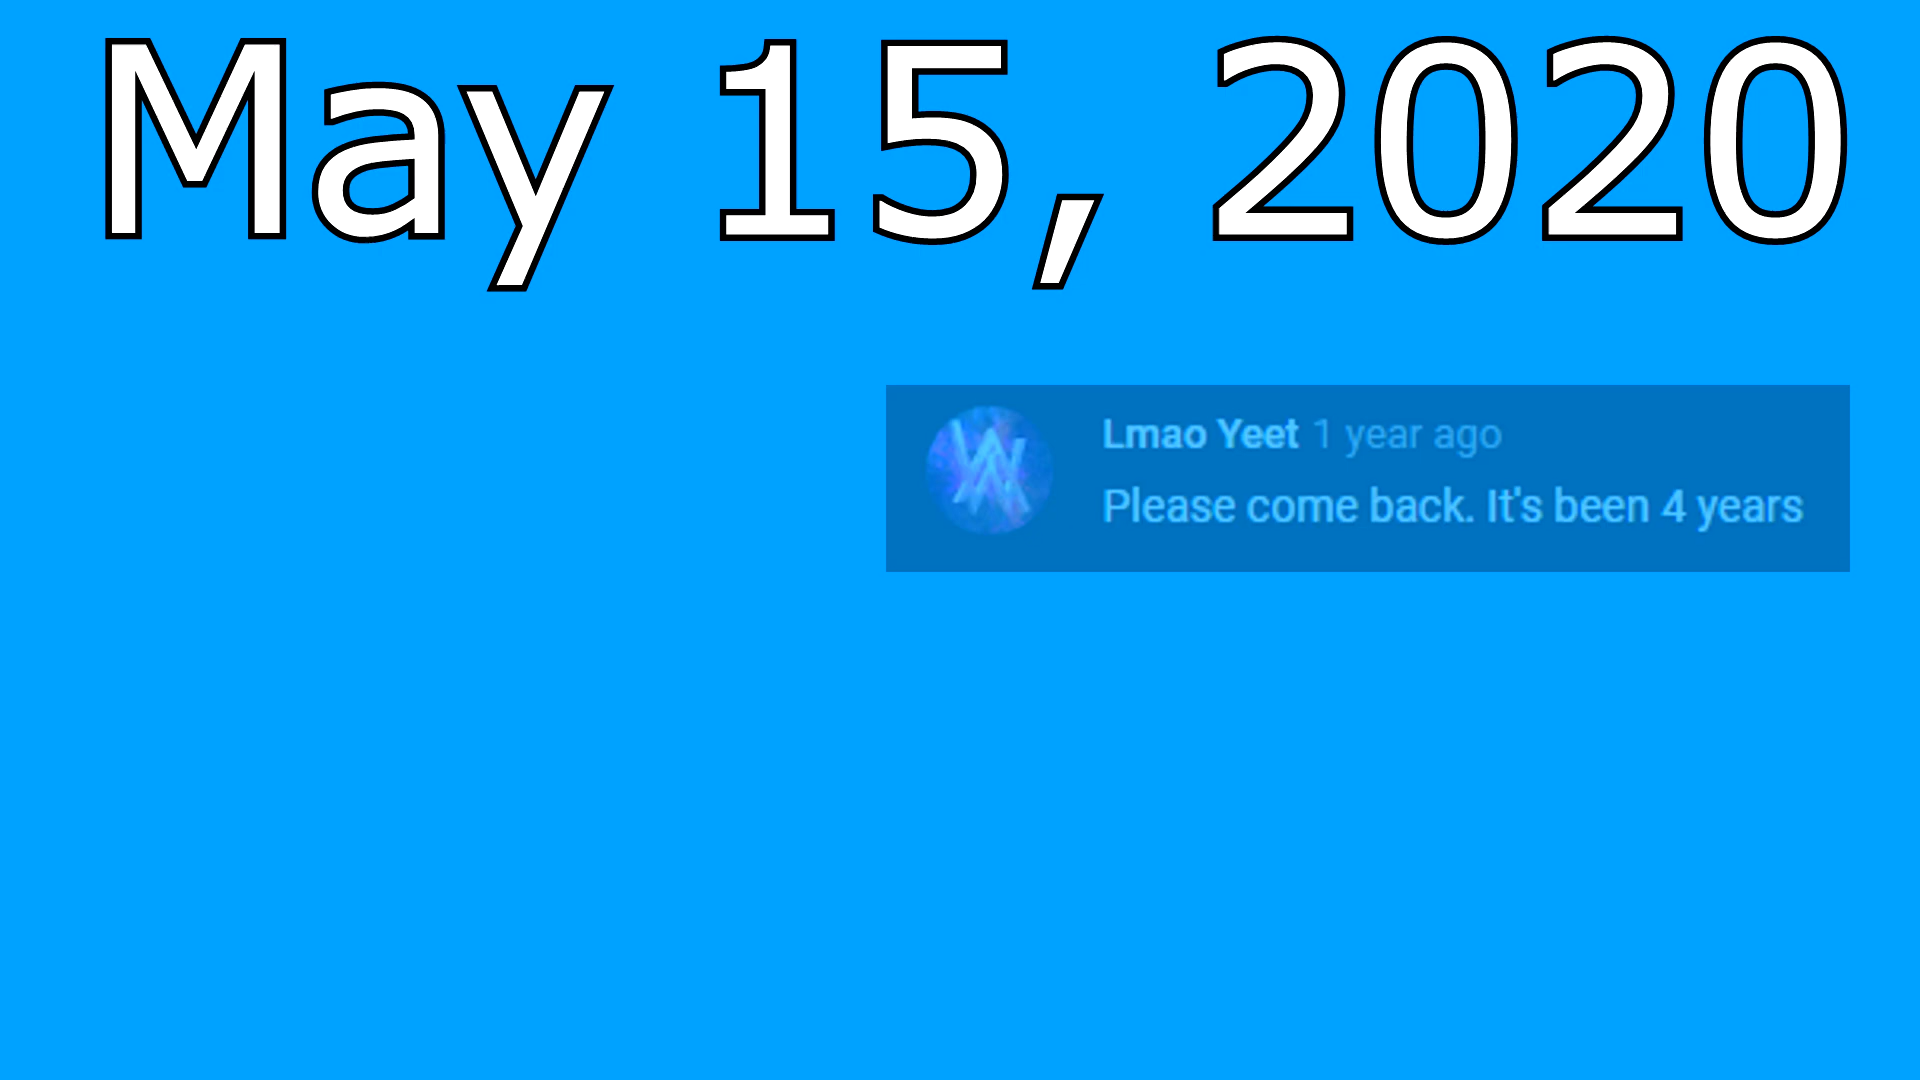 May 15, 2020
Lmao Yeet 1 year ago
Please come back. It's been 4 years